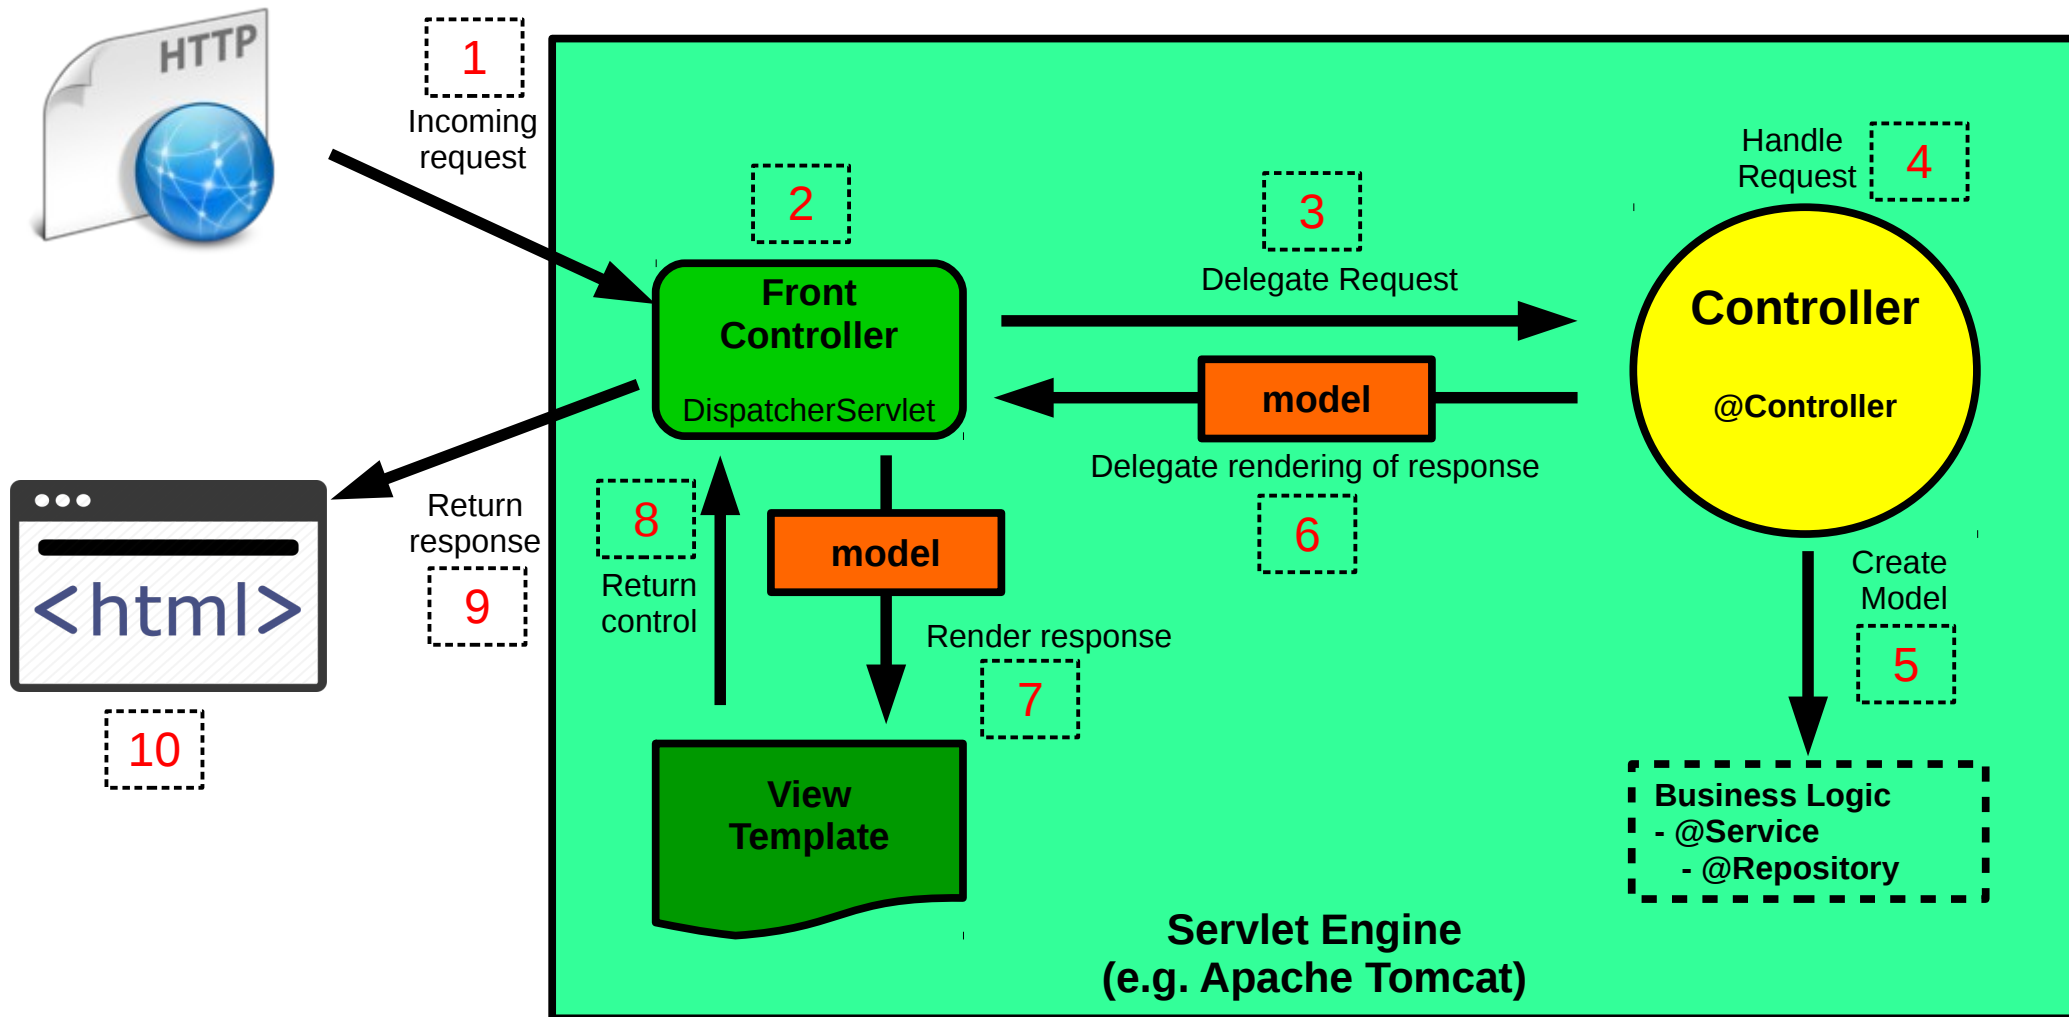 HTTP
1
Incoming
request
2
Front
Controller
DispatcherServlet
3
Delegate Request
Handle
Request
4
Controller
@Controller
model
Delegate rendering of response
6
Create
Model
5
Business Logic
- @Service
- @Repository
model
Render response
7
8
Return
control
View
Template
Return
response
9
<html>
10
Servlet Engine
(e.g. Apache Tomcat)